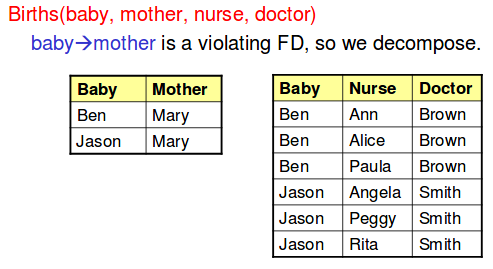 Births(baby, mother, nurse, doctor)
baby→mother is a violating FD, so we decompose.
Baby Mother
Ben Mary
Jason Mary
Baby Nurse Doctor
Ben Ann Brown
Ben Alice Brown
Ben Paula Brown
Jason Angela Smith
Jason Peggy Smith
Jason Rita Smith